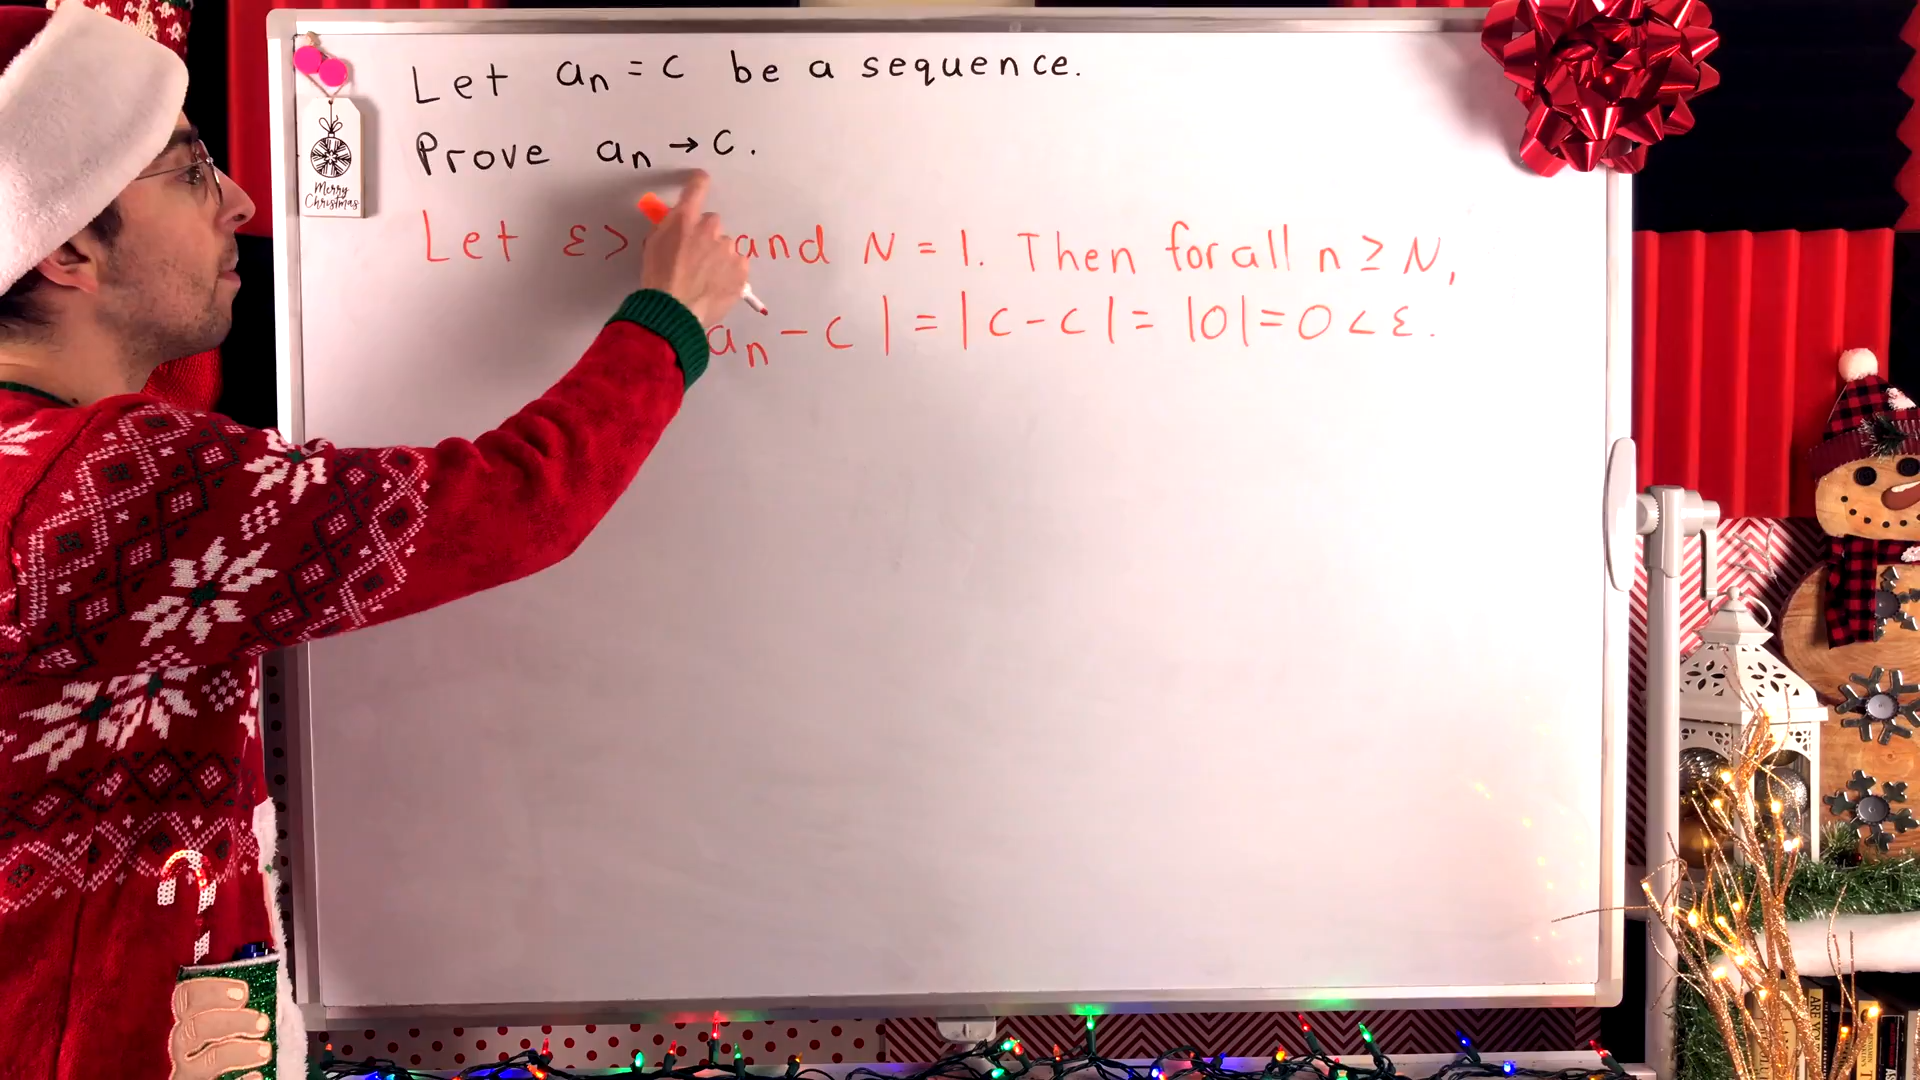 Let aₙ = c be a sequence.
Prove aₙ → c.
Merry
Christmas
Let ε > and N = 1. Then for all n ≥ N,
aₙ - c | = | c - c | = |0| = 0 < ε.